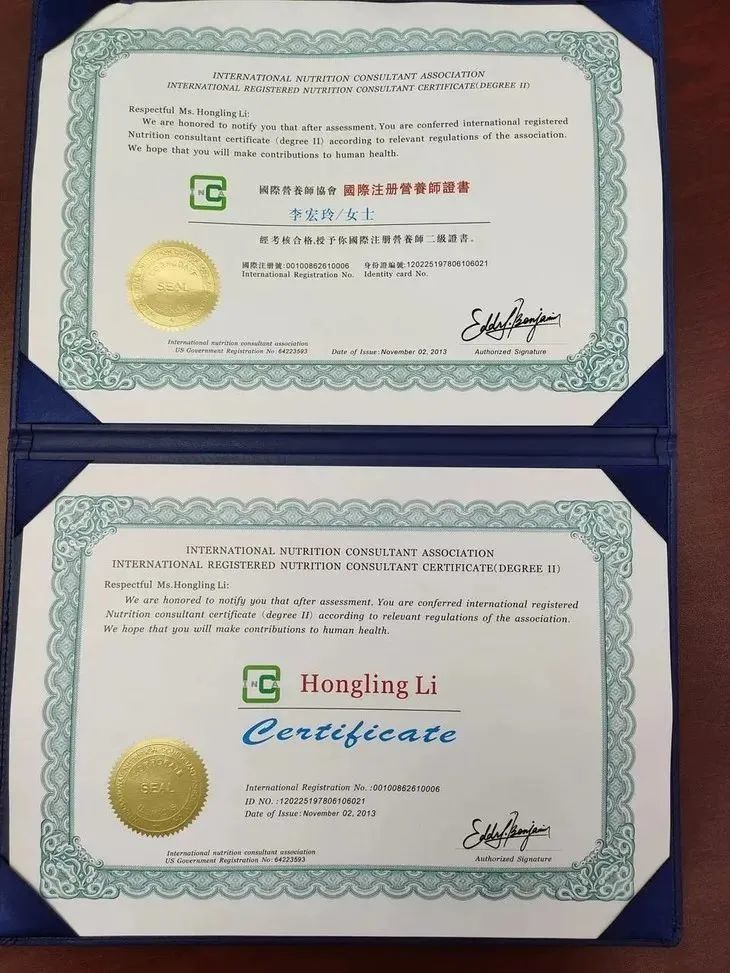 INTERNATIONAL NUTRITION CONSULTANT ASSOCIATION
INTERNATIONAL REGISTERED NUTRITION CONSULTANT CERTIFICATE(DEGREE II)
Respectful Ms. Hongling Li:
We are honored to notify you that after assessment, You are conferred international registered
Nutrition consultant certificate (degree II) according to relevant regulations of the association.
We hope that you will make contributions to human health.
INCA
國際營養師協會 國際注册營養師證書
李宏玲/女士
經考核合格,授予你國際注册營養師二級證書。
國際注册號:00100862610006 身份證編號:120225197806106021
International Registration No. Identity card No.
CORPORATE
SEAL
International nutrition consultant association
US Government Registration No: 64223593
Date of Issue:November 02, 2013
Authorized Signature
INTERNATIONAL NUTRITION CONSULTANT ASSOCIATION
INTERNATIONAL REGISTERED NUTRITION CONSULTANT CERTIFICATE(DEGREE II)
Respectful Ms.Hongling Li:
We are honored to notify you that after assessment, You are conferred international registered
Nutrition consultant certificate (degree II) according to relevant regulations of the association.
We hope that you will make contributions to human health.
INCA
Hongling Li
Certificate
International Registration No. :00100862610006
ID NO. :120225197806106021
Date of Issue:November 02, 2013
CORPORATE
SEAL
International nutrition consultant association
US Government Registration No: 64223593
Authorized Signature